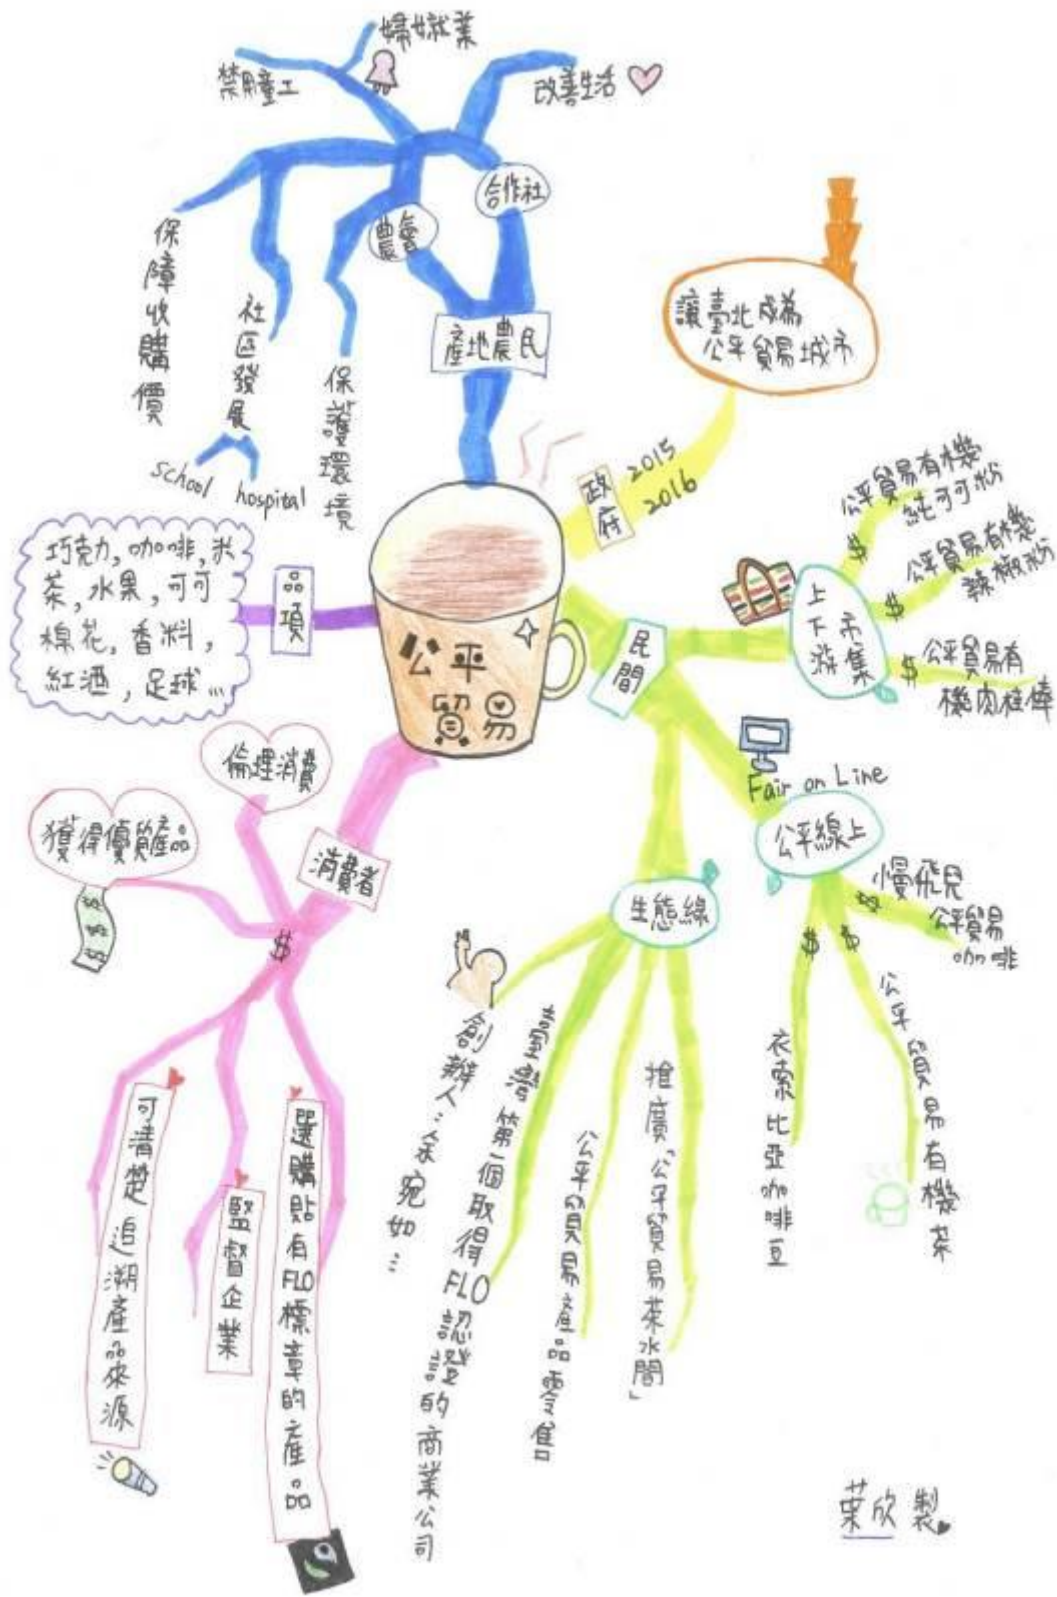 婦女就業
禁用童工
改善生活
合作社
農會
保障收購價
社區發展
school
hospital
保護環境
產地農民
讓臺北成為
公平貿易城市
政府
2015
2016
公平貿易有機
純可可粉
公平貿易有機
辣椒粉
公平貿易有
機肉桂棒
上下游市集
民間
品項
巧克力,咖啡,米
茶,水果,可可
棉花,香料,
紅酒,足球...
公平
貿易
Fair on Line
公平線上
慢飛兒
公平貿易
咖啡
公平貿易有機茶
衣索比亞咖啡豆
生態綠
創辦人:余宛如...
臺灣第一個取得FLO認證的商業公司
公平貿易產品零售
推廣「公平貿易茶水間」
消費者
倫理消費
獲得優質產品
$ $ $
$
可清楚追溯產品來源
監督企業
選購貼有FLO標章的產品
葉欣製